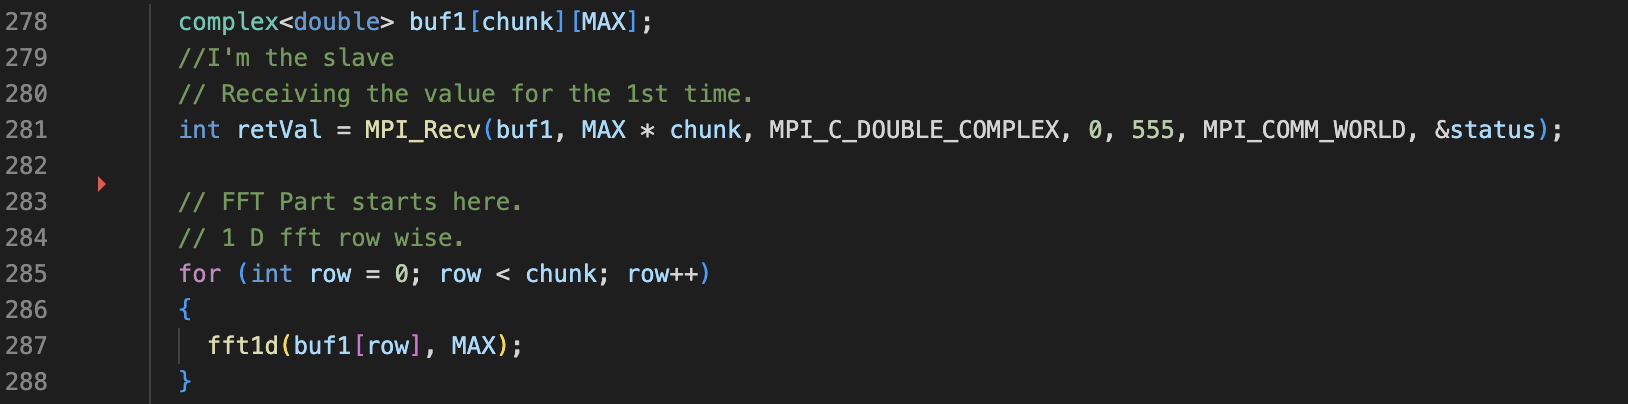 278 complex<double> buf1[chunk][MAX];
279 //I'm the slave
280 // Receiving the value for the 1st time.
281 int retVal = MPI_Recv(buf1, MAX * chunk, MPI_C_DOUBLE_COMPLEX, 0, 555, MPI_COMM_WORLD, &status);
282
283 // FFT Part starts here.
284 // 1 D fft row wise.
285 for (int row = 0; row < chunk; row++)
286 {
287 fft1d(buf1[row], MAX);
288 }